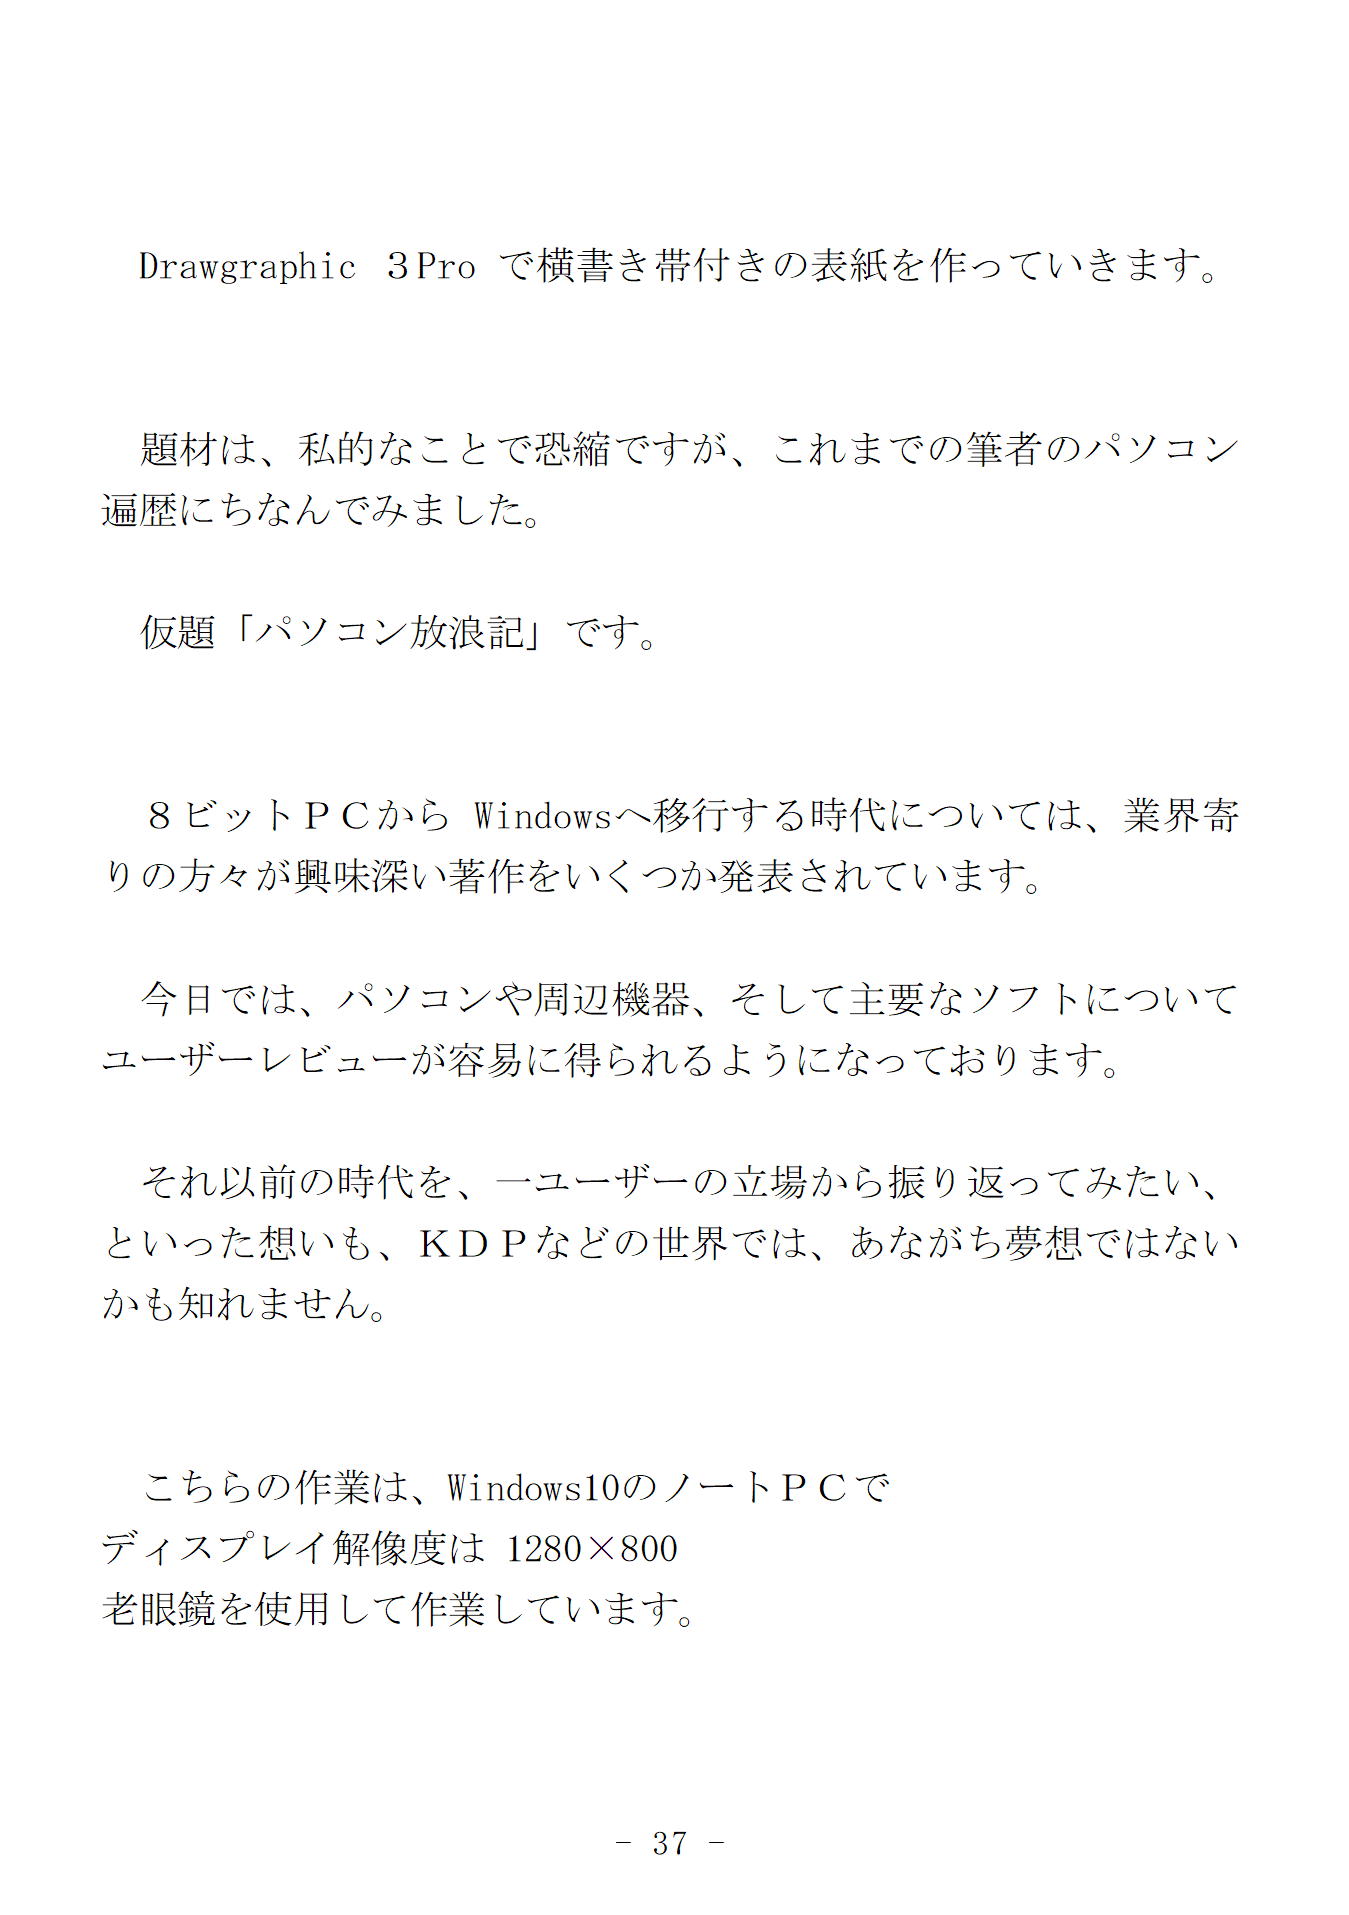 Drawgraphic ３Pro で横書き帯付きの表紙を作っていきます。
題材は、私的なことで恐縮ですが、これまでの筆者のパソコン
遍歴にちなんでみました。
仮題「パソコン放浪記」です。
８ビットＰＣから Windowsへ移行する時代については、業界寄
りの方々が興味深い著作をいくつか発表されています。
今日では、パソコンや周辺機器、そして主要なソフトについて
ユーザーレビューが容易に得られるようになっております。
それ以前の時代を、一ユーザーの立場から振り返ってみたい、
といった想いも、ＫＤＰなどの世界では、あながち夢想ではない
かも知れません。
こちらの作業は、Windows10のノートＰＣで
ディスプレイ解像度は 1280×800
老眼鏡を使用して作業しています。
- 37 -